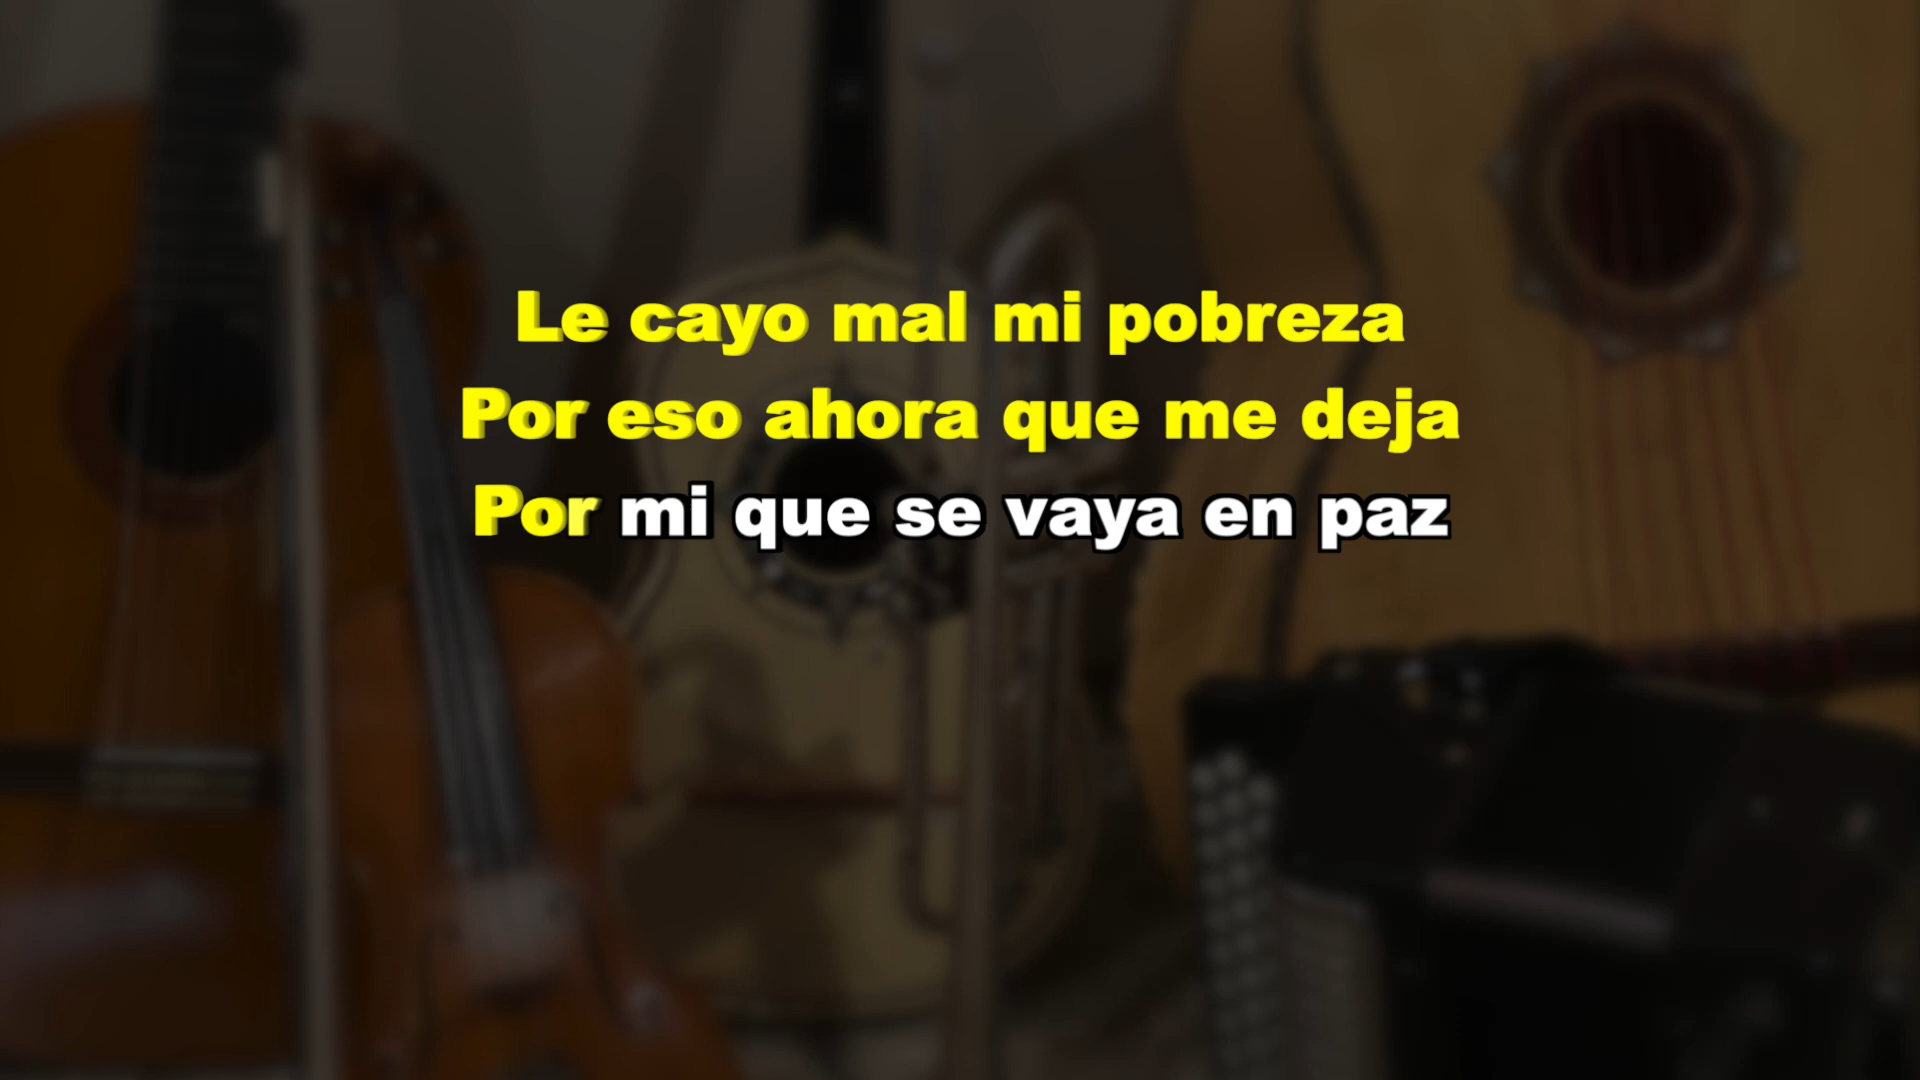 Le cayo mal mi pobreza
Por eso ahora que me deja
Por mi que se vaya en paz